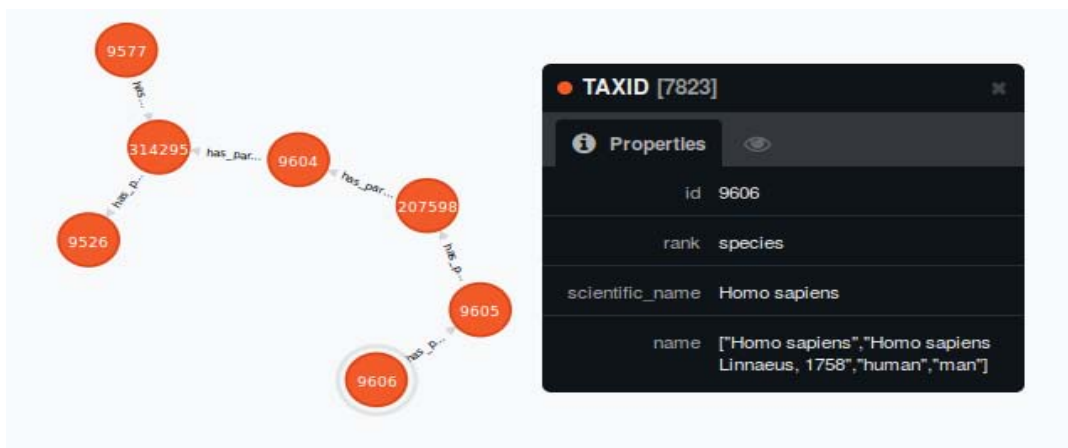 9577
has...
314295
has_par...
9604
has_par...
207598
has_p...
9526
has_p...
9605
has_p...
9606
TAXID [7823]
Properties
id 9606
rank species
scientific_name Homo sapiens
name ["Homo sapiens","Homo sapiens
Linnaeus, 1758","human","man"]